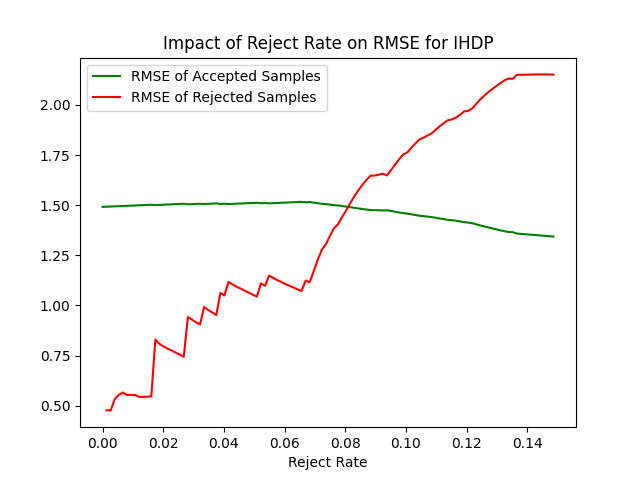 Impact of Reject Rate on RMSE for IHDP
RMSE of Accepted Samples
RMSE of Rejected Samples
2.00
1.75
1.50
1.25
1.00
0.75
0.50
0.00 0.02 0.04 0.06 0.08 0.10 0.12 0.14
Reject Rate